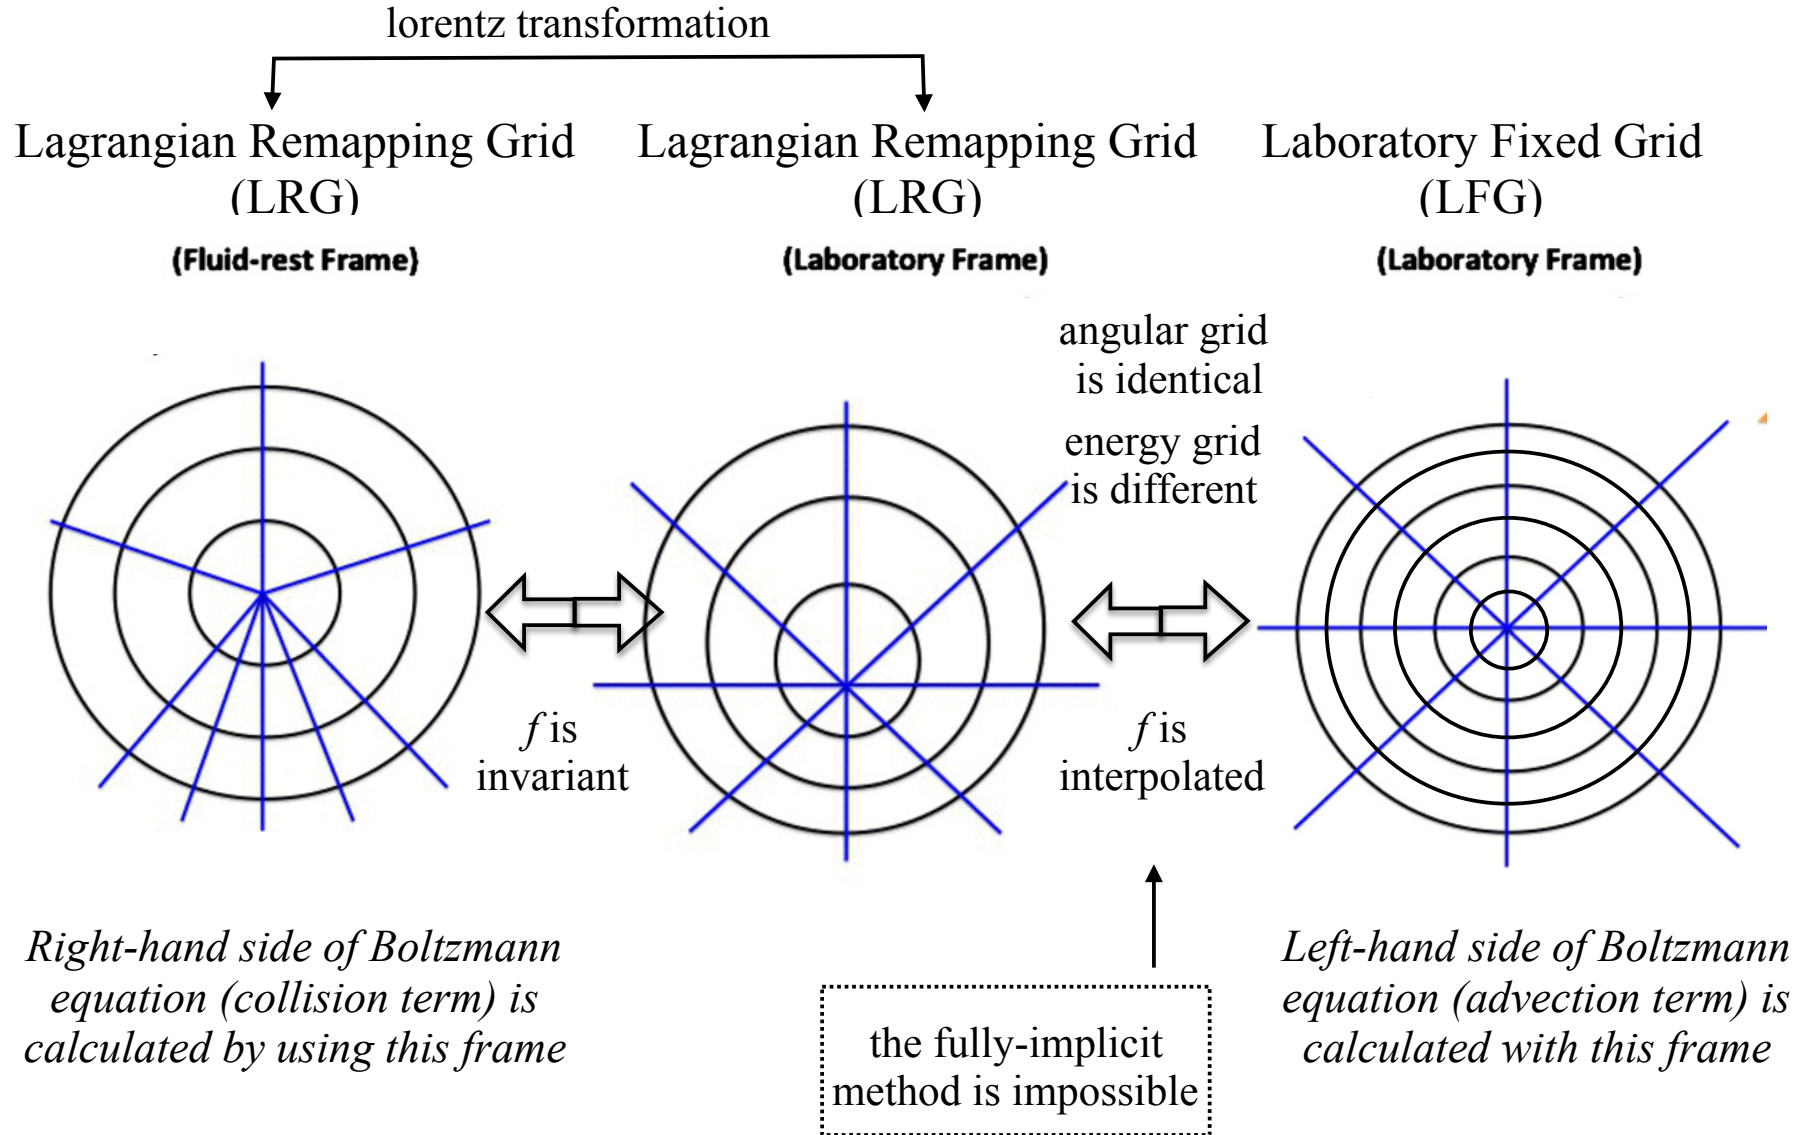 lorentz transformation
Lagrangian Remapping Grid
(LRG)
(Fluid-rest Frame)
Lagrangian Remapping Grid
(LRG)
(Laboratory Frame)
Laboratory Fixed Grid
(LFG)
(Laboratory Frame)
angular grid
is identical
energy grid
is different
f is
invariant
f is
interpolated
Right-hand side of Boltzmann
equation (collision term) is
calculated by using this frame
the fully-implicit
method is impossible
Left-hand side of Boltzmann
equation (advection term) is
calculated with this frame